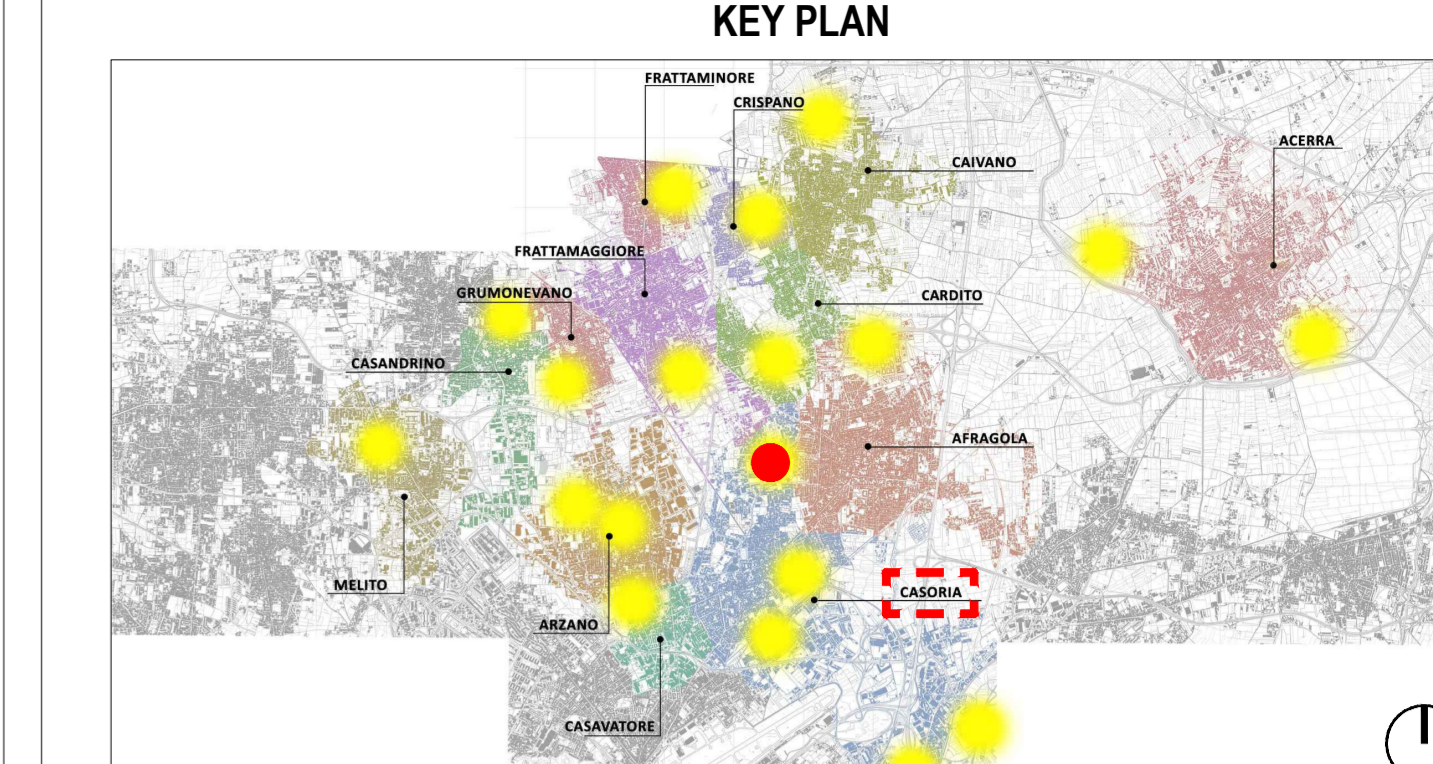 KEY PLAN
FRATTAMINORE
CRISPANO
ACERRA
CAIVANO
FRATTAMAGGIORE
GRUMONEVANO
CARDITO
CASANDRINO
AFRAGOLA
MELITO
CASORIA
ARZANO
CASAVATORE